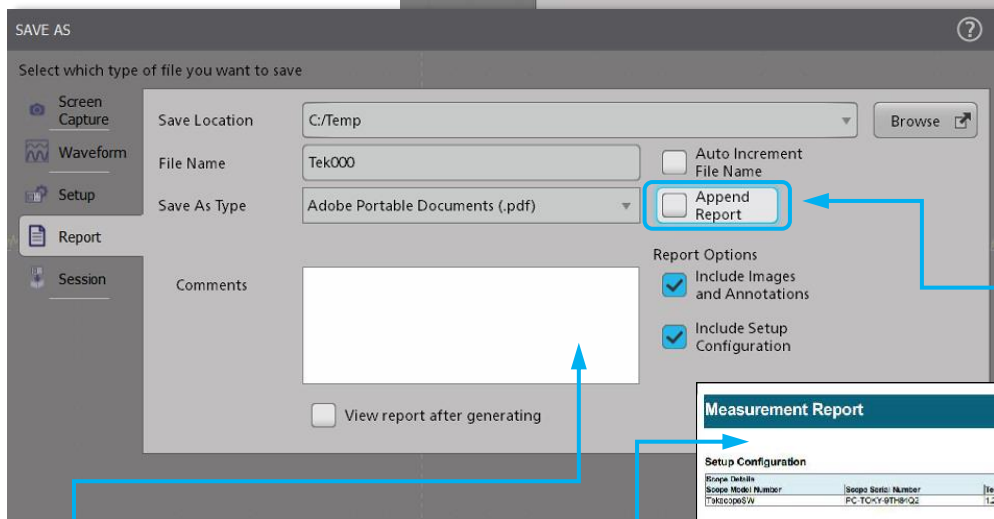 SAVE AS
Select which type of file you want to save
Screen
Capture
Waveform
Setup
Report
Session
Save Location
C:/Temp
Browse
File Name
Tek000
Auto Increment
File Name
Save As Type
Adobe Portable Documents (.pdf)
Append
Report
Report Options
Include Images
and Annotations
Comments
Include Setup
Configuration
View report after generating
Measurement Report
Setup Configuration
Scope Details
Scope Model Number
Scope Serial Number
TekscopeSW